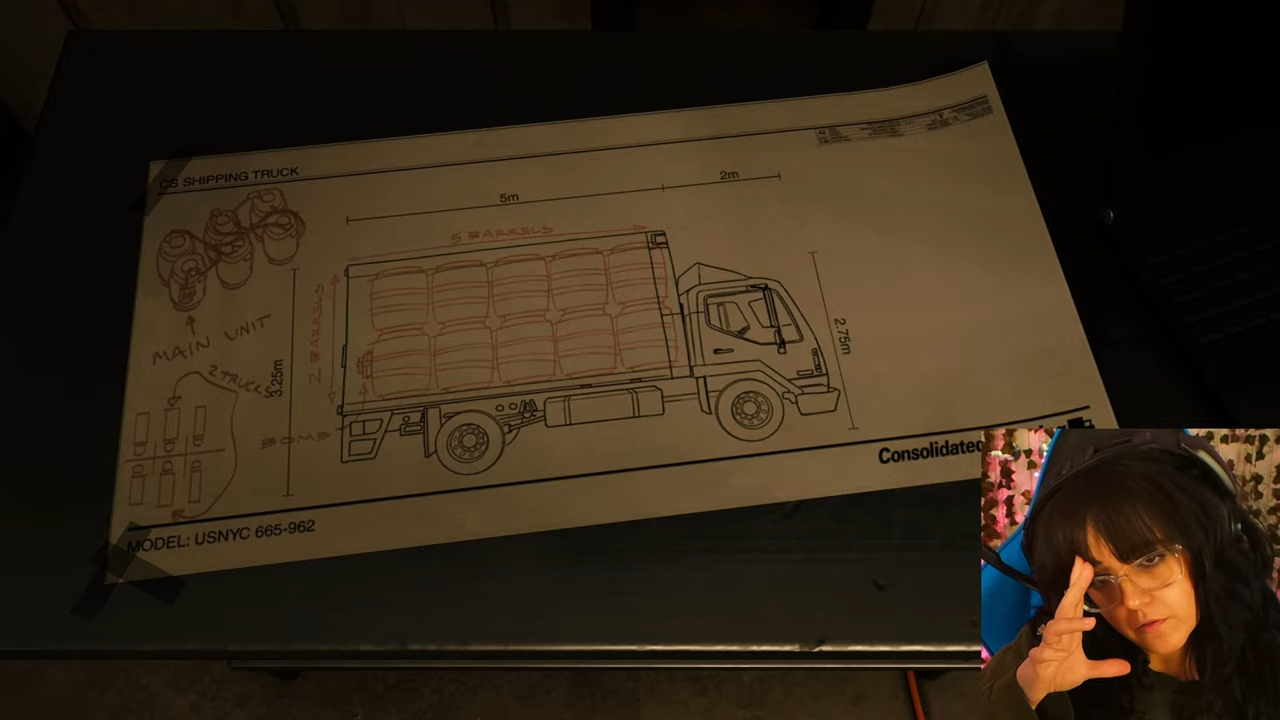 CS SHIPPING TRUCK
5m
2m
5 BARRELS
2 BARRELS
3.25m
2.75m
MAIN UNIT
2 TRUCKS
BOMB
Consolidated
MODEL: USNYC 665-962